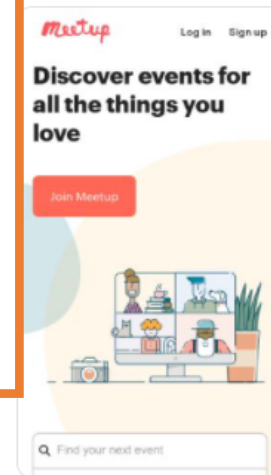 Meetup
Log in Sign up
Discover events for
all the things you
love
Join Meetup
Find your next event